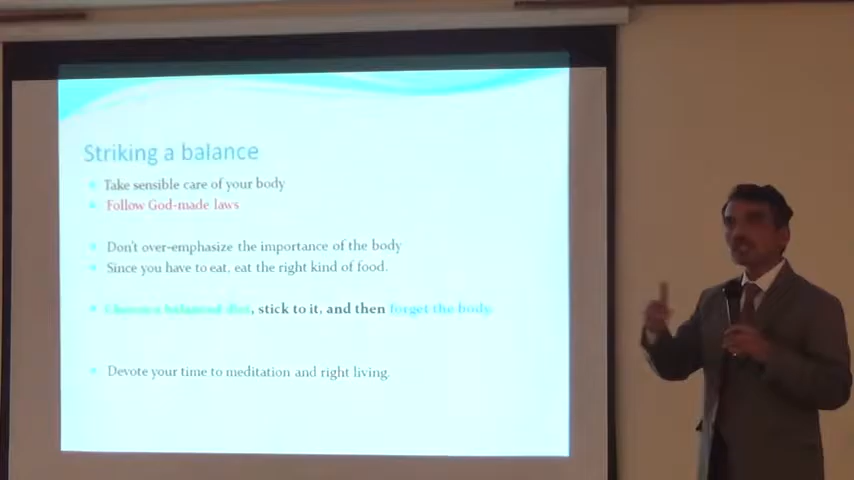 Striking a balance
Take sensible care of your body
Follow God-made laws
Don't over-emphasize the importance of the body
Since you have to eat, eat the right kind of food.
Choose a balanced diet, stick to it, and then forget the body.
Devote your time to meditation and right living.